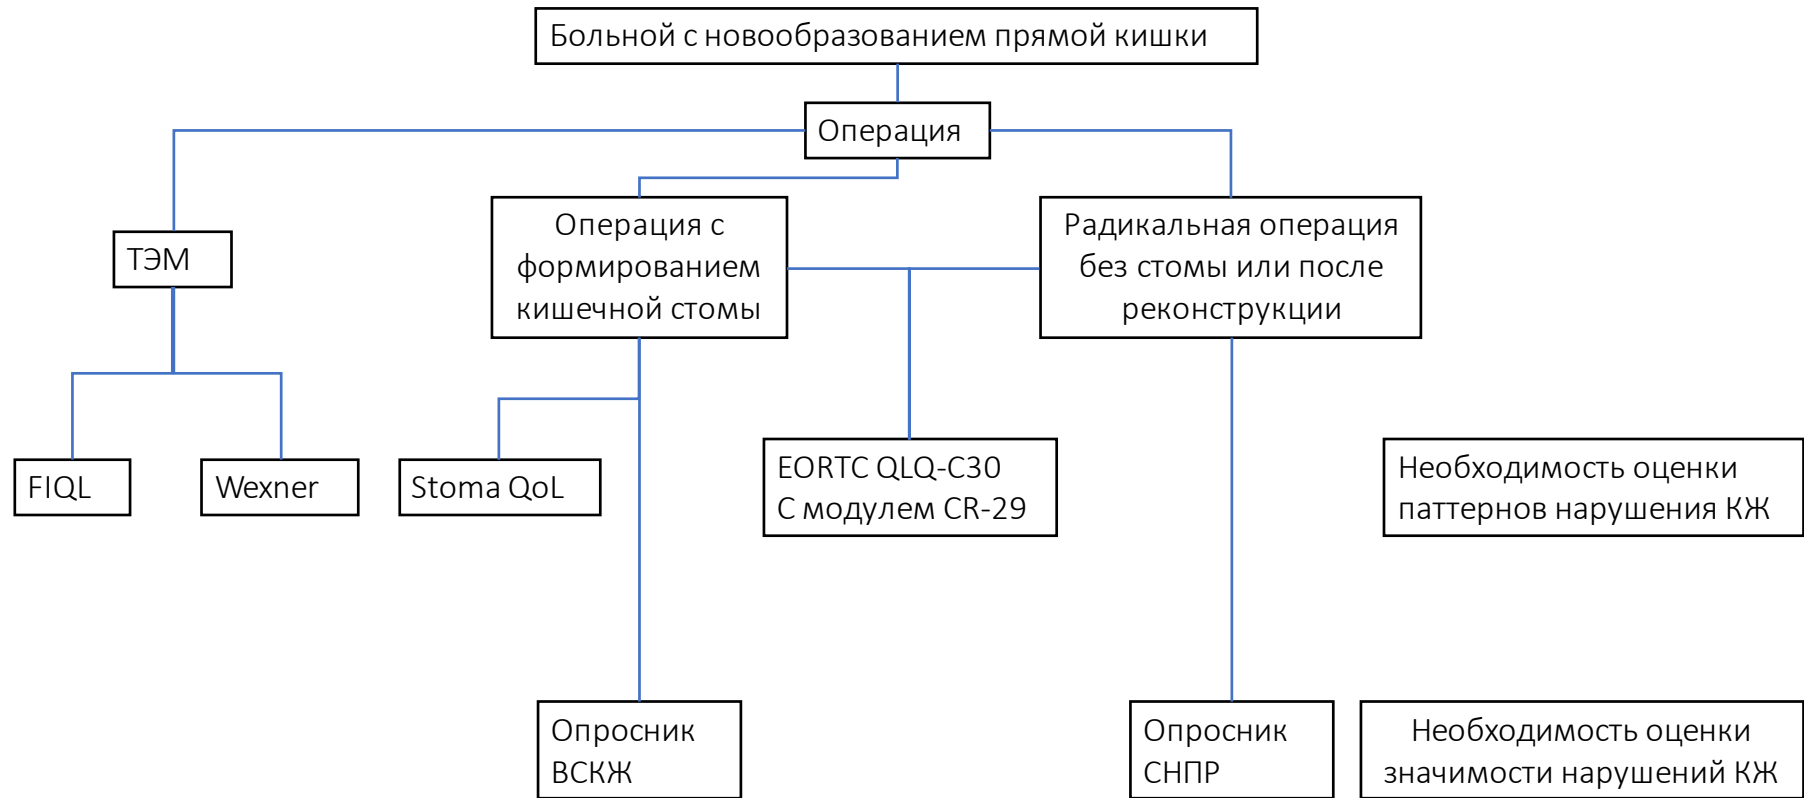 Больной с новообразованием прямой кишки
Операция
ТЭМ
Операция с
формированием
кишечной стомы
Радикальная операция
без стомы или после
реконструкции
FIQL
Wexner
Stoma QoL
EORTC QLQ-C30
С модулем CR-29
Необходимость оценки
паттернов нарушения КЖ
Опросник
ВСКЖ
Опросник
СНПР
Необходимость оценки
значимости нарушений КЖ